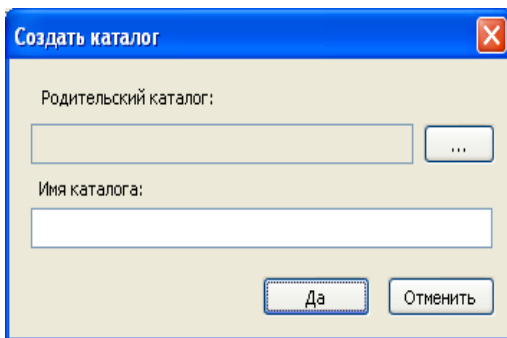 Создать каталог
Родительский каталог:
...
Имя каталога:
Да Отменить